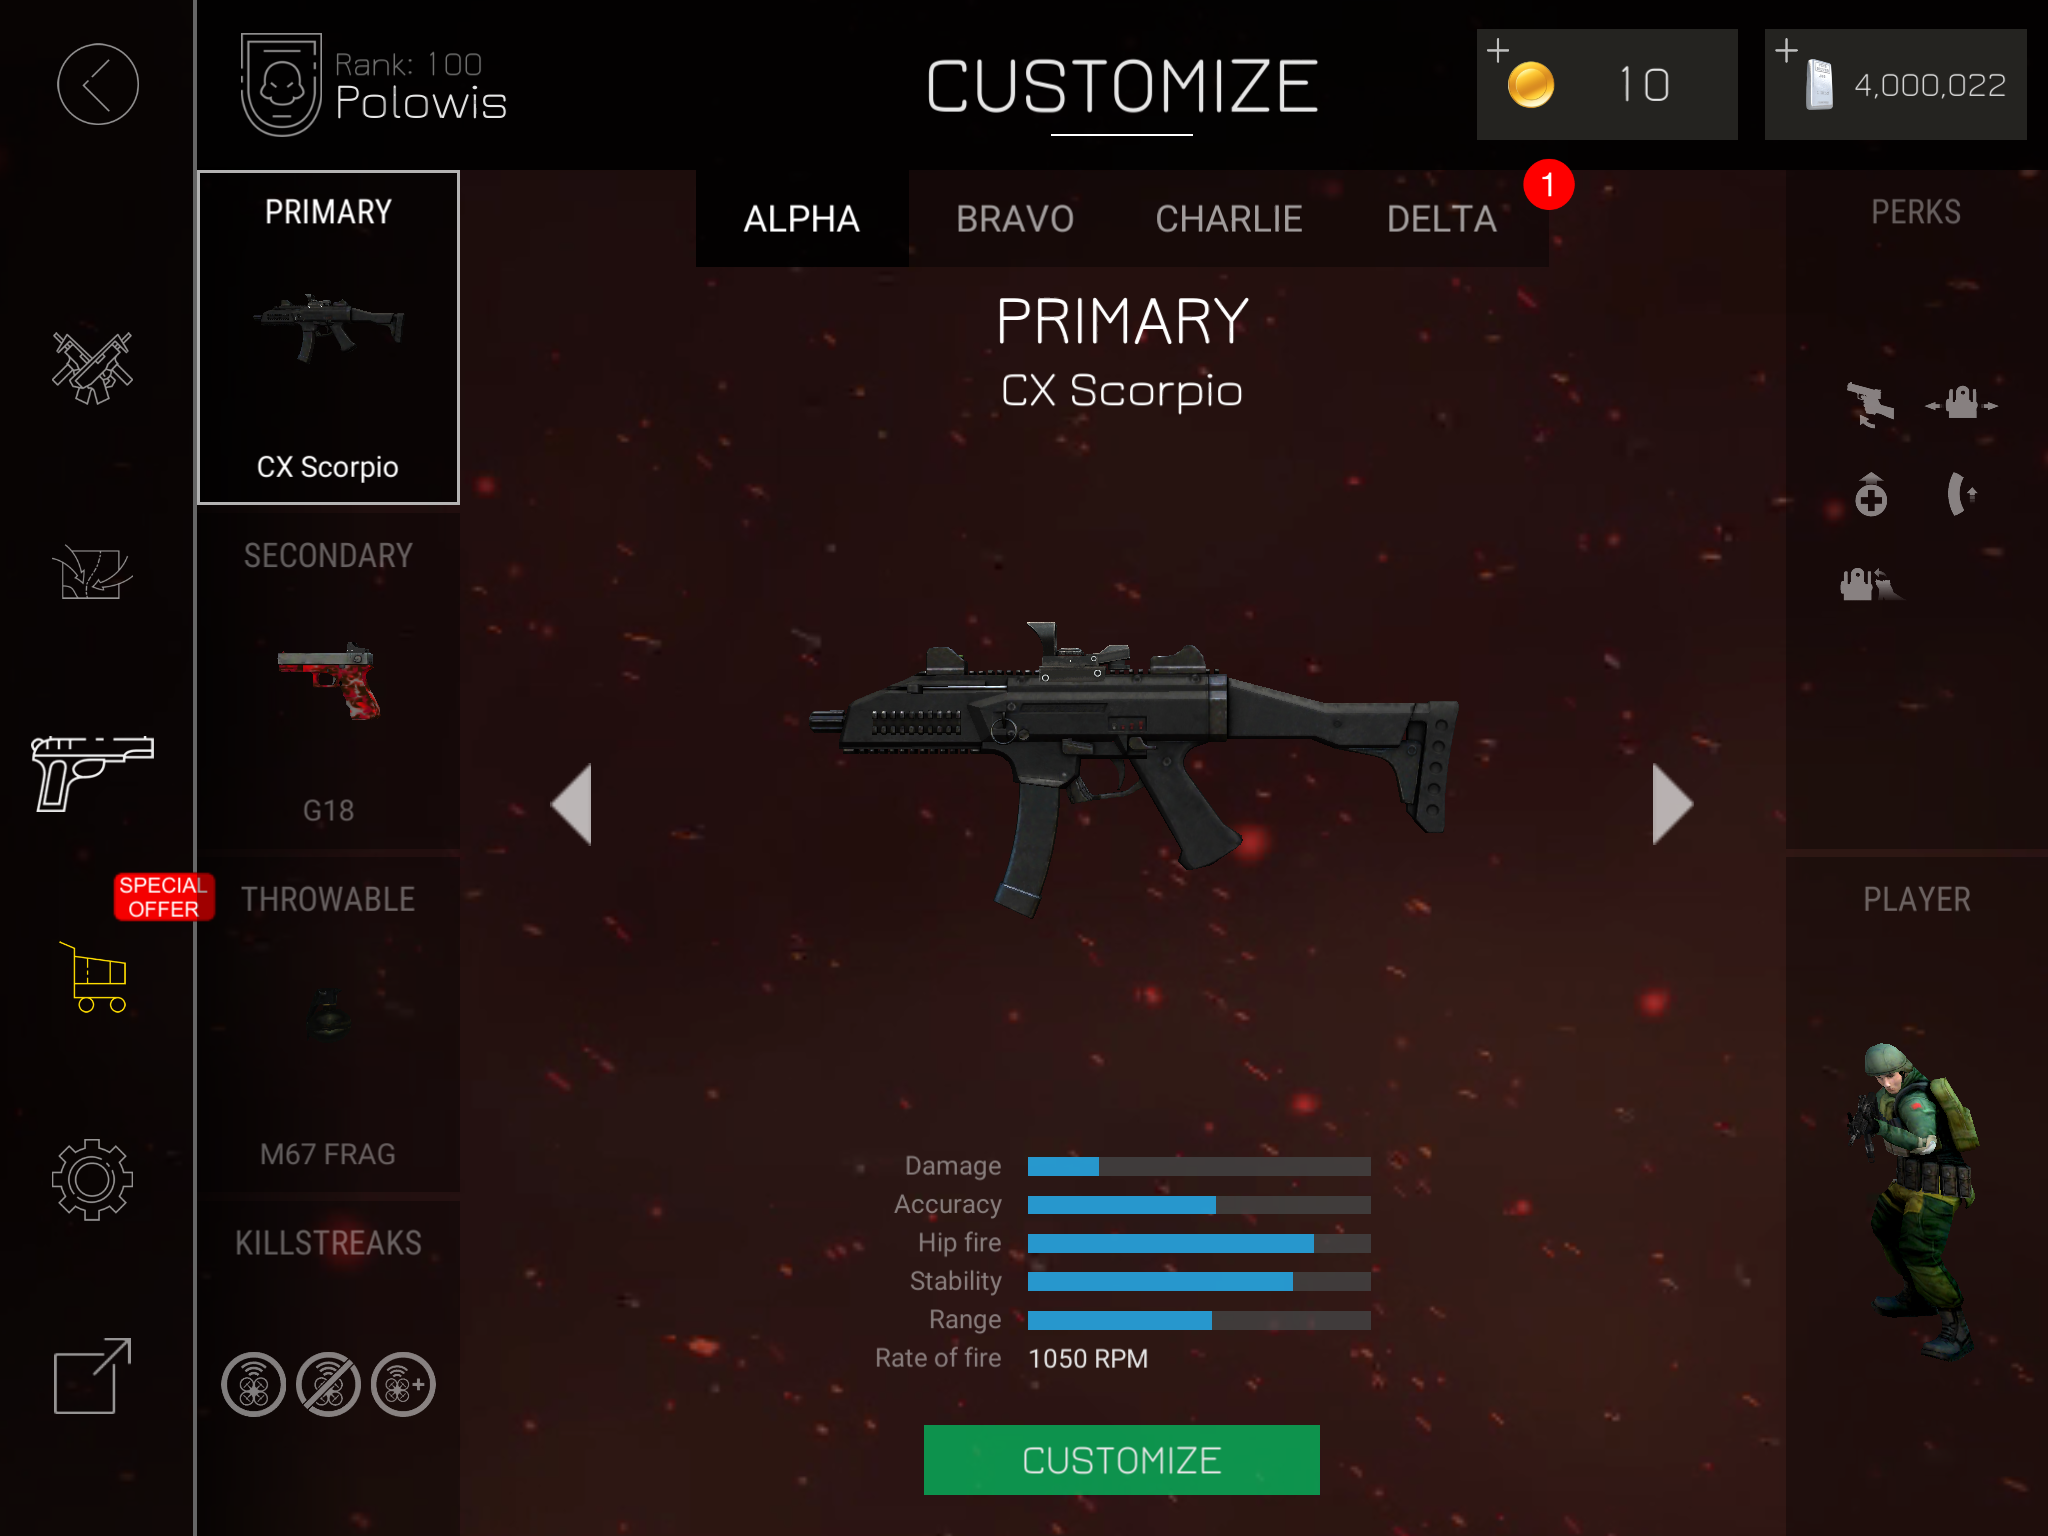 Rank: 100
Polowis
CUSTOMIZE
10
4,000,022
PRIMARY
CX Scorpio
SECONDARY
G18
SPECIAL
OFFER
THROWABLE
M67 FRAG
KILLSTREAKS
ALPHA
BRAVO
CHARLIE
DELTA
1
PRIMARY
CX Scorpio
Damage
Accuracy
Hip fire
Stability
Range
Rate of fire 1050 RPM
CUSTOMIZE
PERKS
PLAYER